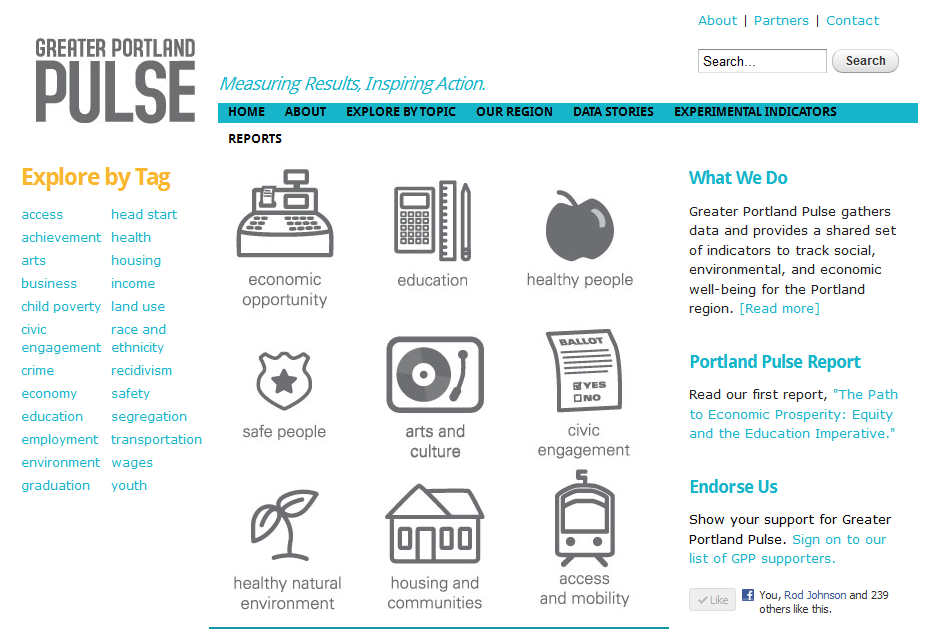 About | Partners | Contact
GREATER PORTLAND
PULSE
Search...
Search
Measuring Results, Inspiring Action.
HOME ABOUT EXPLORE BY TOPIC OUR REGION DATA STORIES EXPERIMENTAL INDICATORS
REPORTS
Explore by Tag
access
achievement
arts
business
child poverty
civic
engagement
crime
economy
education
employment
environment
graduation
head start
health
housing
income
land use
race and
ethnicity
recidivism
safety
segregation
transportation
wages
youth
economic
opportunity
education
healthy people
safe people
arts and
culture
BALLOT
YES
NO
civic
engagement
healthy natural
environment
housing and
communities
access
and mobility
What We Do
Greater Portland Pulse gathers
data and provides a shared set
of indicators to track social,
environmental, and economic
well-being for the Portland
region. [Read more]
Portland Pulse Report
Read our first report, "The Path
to Economic Prosperity: Equity
and the Education Imperative."
Endorse Us
Show your support for Greater
Portland Pulse. Sign on to our
list of GPP supporters.
Like
You, Rod Johnson and 239
others like this.